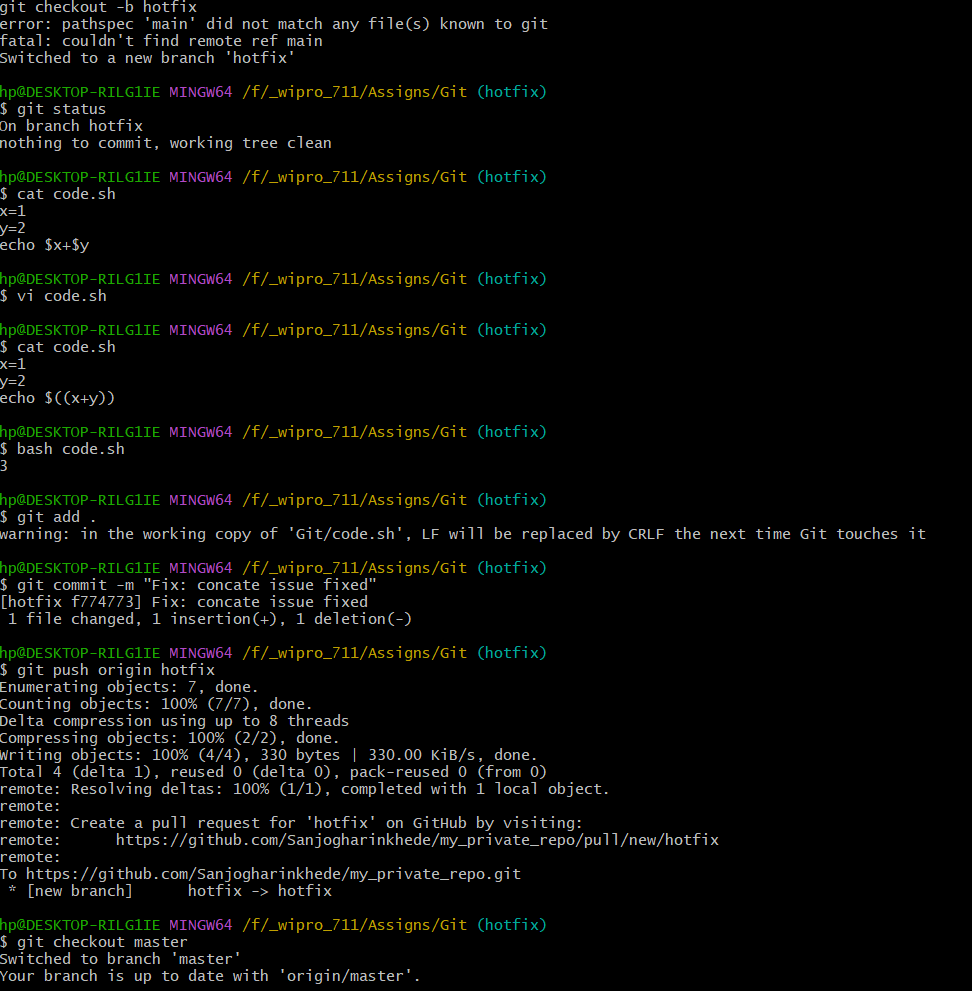 git checkout -b hotfix
error: pathspec 'main' did not match any file(s) known to git
fatal: couldn't find remote ref main
Switched to a new branch 'hotfix'
hp@DESKTOP-RILG1IE MINGW64 /f/_wipro_711/Assigns/Git (hotfix)
$ git status
On branch hotfix
nothing to commit, working tree clean
hp@DESKTOP-RILG1IE MINGW64 /f/_wipro_711/Assigns/Git (hotfix)
$ cat code.sh
x=1
y=2
echo $x+$y
hp@DESKTOP-RILG1IE MINGW64 /f/_wipro_711/Assigns/Git (hotfix)
$ vi code.sh
hp@DESKTOP-RILG1IE MINGW64 /f/_wipro_711/Assigns/Git (hotfix)
$ cat code.sh
x=1
y=2
echo $((x+y))
hp@DESKTOP-RILG1IE MINGW64 /f/_wipro_711/Assigns/Git (hotfix)
$ bash code.sh
3
hp@DESKTOP-RILG1IE MINGW64 /f/_wipro_711/Assigns/Git (hotfix)
$ git add .
warning: in the working copy of 'Git/code.sh', LF will be replaced by CRLF the next time Git touches it
hp@DESKTOP-RILG1IE MINGW64 /f/_wipro_711/Assigns/Git (hotfix)
$ git commit -m "Fix: concate issue fixed"
[hotfix f774773] Fix: concate issue fixed
 1 file changed, 1 insertion(+), 1 deletion(-)
hp@DESKTOP-RILG1IE MINGW64 /f/_wipro_711/Assigns/Git (hotfix)
$ git push origin hotfix
Enumerating objects: 7, done.
Counting objects: 100% (7/7), done.
Delta compression using up to 8 threads
Compressing objects: 100% (2/2), done.
Writing objects: 100% (4/4), 330 bytes | 330.00 KiB/s, done.
Total 4 (delta 1), reused 0 (delta 0), pack-reused 0 (from 0)
remote: Resolving deltas: 100% (1/1), completed with 1 local object.
remote:
remote: Create a pull request for 'hotfix' on GitHub by visiting:
remote:      https://github.com/Sanjogharinkhede/my_private_repo/pull/new/hotfix
remote:
To https://github.com/Sanjogharinkhede/my_private_repo.git
 * [new branch]      hotfix -> hotfix
hp@DESKTOP-RILG1IE MINGW64 /f/_wipro_711/Assigns/Git (hotfix)
$ git checkout master
Switched to branch 'master'
Your branch is up to date with 'origin/master'.